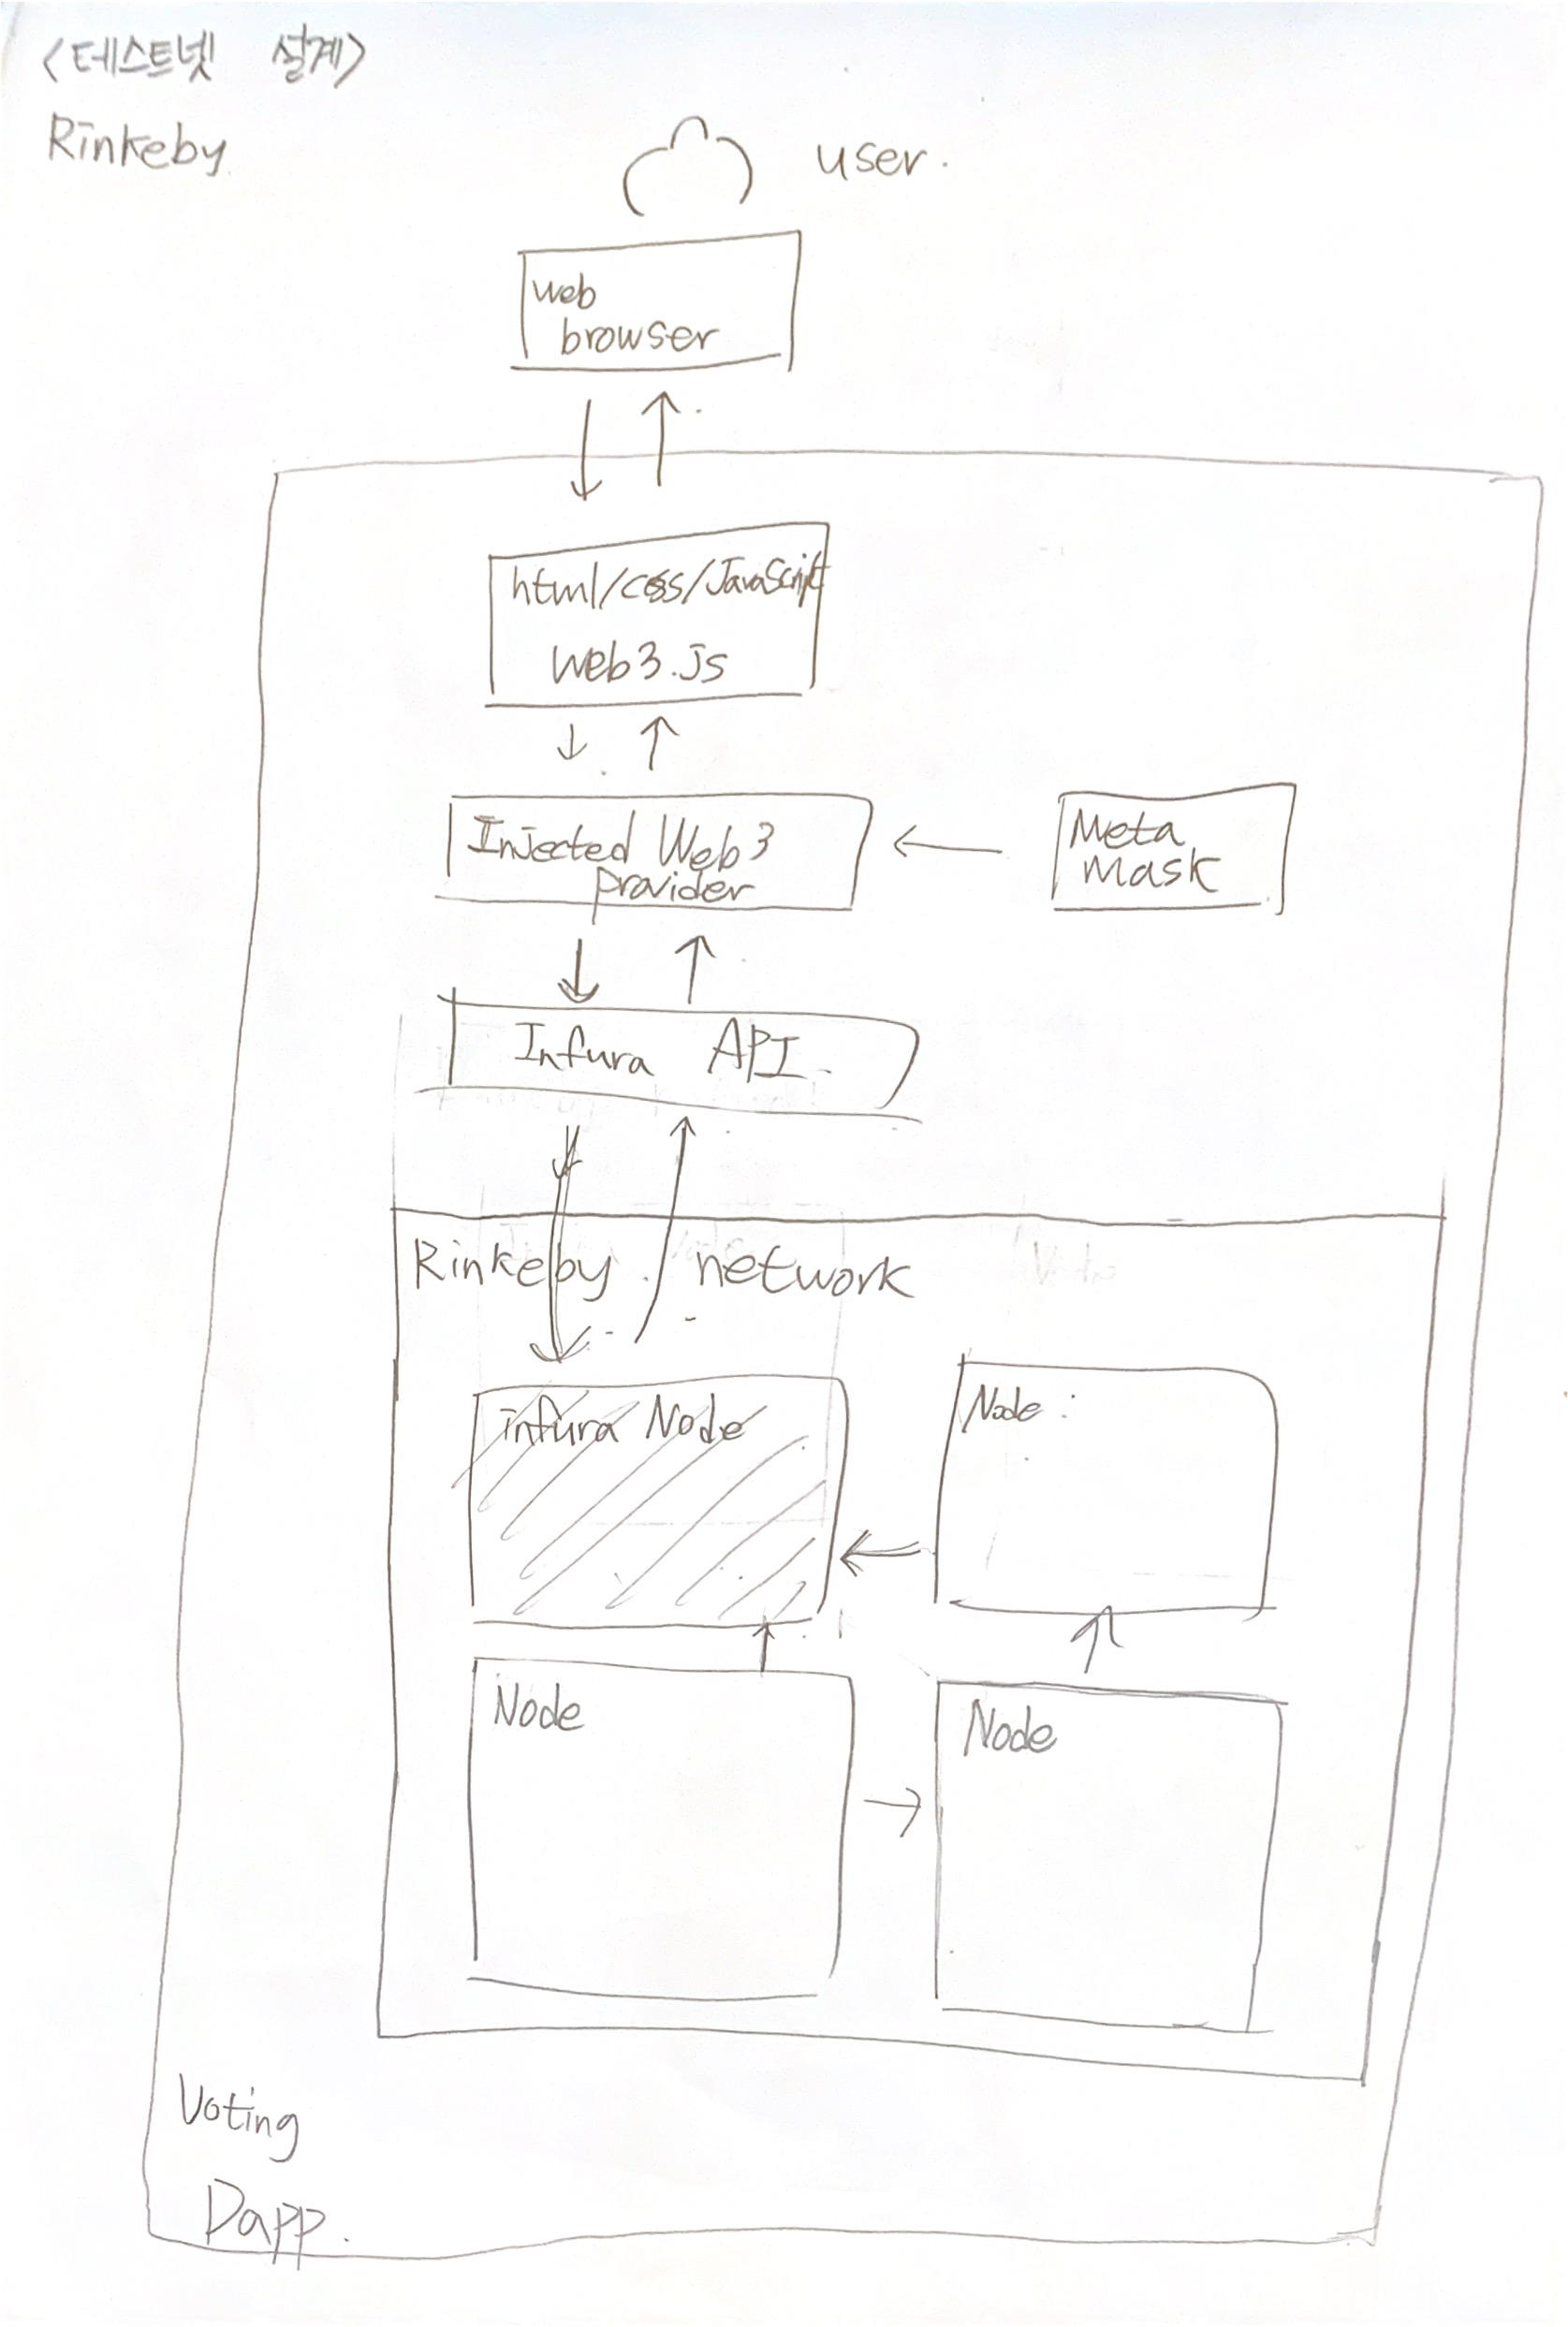 <테스트넷 설계>
Rinkeby
user.
web
browser
html/css/JavaScript
web3.js
Injected Web3
provider
Meta
mask
Infura API
Rinkeby network
infura Node
Node :
Node
Node
Voting
Dapp.